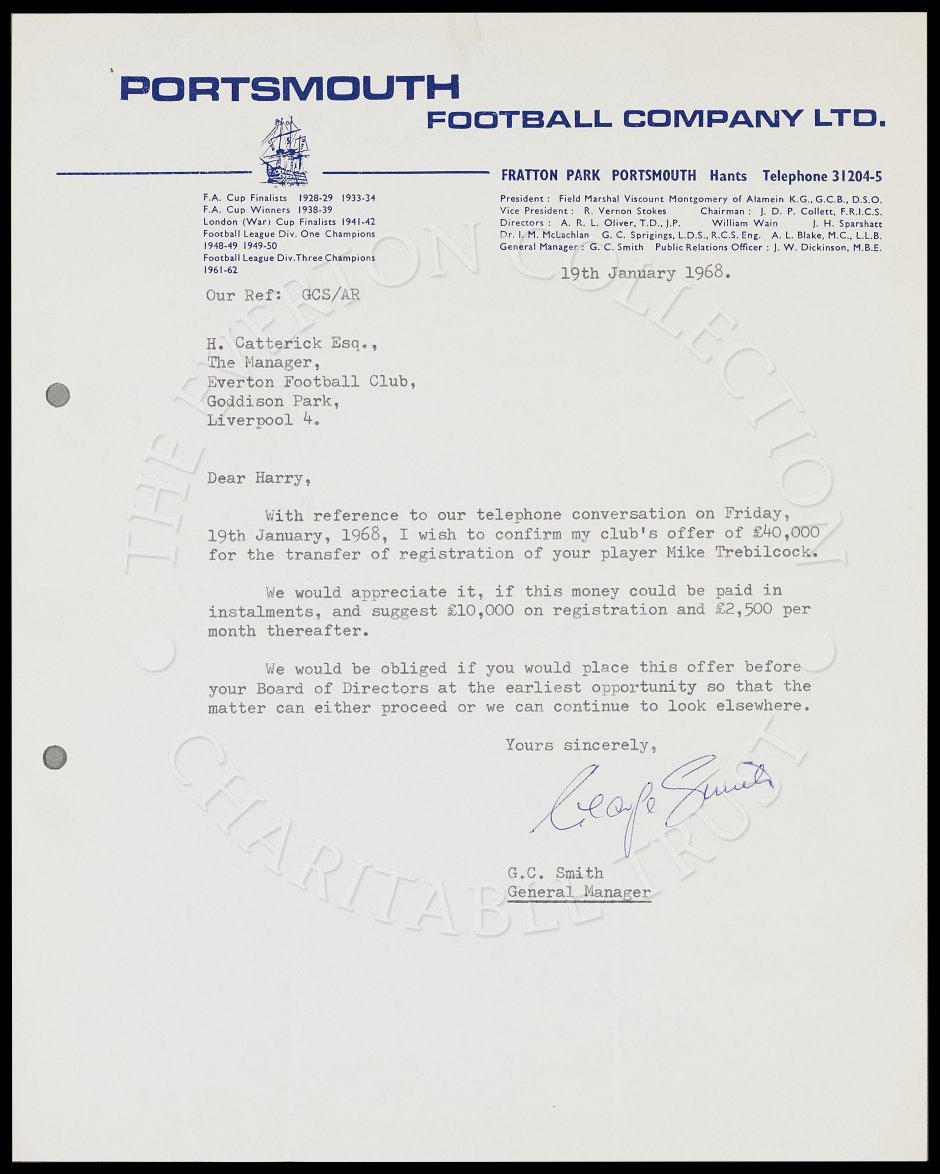 PORTSMOUTH
FOOTBALL COMPANY LTD.
FRATTON PARK PORTSMOUTH Hants Telephone 31204-5
F.A. Cup Finalists 1928-29 1933-34
F.A. Cup Winners 1938-39
London (War) Cup Finalists 1941-42
Football League Div. One Champions
1948-49 1949-50
Football League Div. Three Champions
1961-62
President : Field Marshal Viscount Montgomery of Alamein K.G., G.C.B., D.S.O.
Vice President : R. Vernon Stokes Chairman : J. D. P. Collett, F.R.I.C.S.
Directors : A. R. L. Oliver, T.D., J.P. William Wain J. H. Sparshatt
Dr. I. M. McLachlan G. C. Sprigings, L.D.S., R.C.S. Eng. A. L. Blake, M.C., L.L.B.
General Manager : G. C. Smith Public Relations Officer : J. W. Dickinson, M.B.E.
19th January 1968.
Our Ref: GCS/AR
H. Catterick Esq.,
The Manager,
Everton Football Club,
Goddison Park,
Liverpool 4.
Dear Harry,
With reference to our telephone conversation on Friday,
19th January, 1968, I wish to confirm my club's offer of £40,000
for the transfer of registration of your player Mike Trebilcock.
We would appreciate it, if this money could be paid in
instalments, and suggest £10,000 on registration and £2,500 per
month thereafter.
We would be obliged if you would place this offer before
your Board of Directors at the earliest opportunity so that the
matter can either proceed or we can continue to look elsewhere.
Yours sincerely,
George Smith
G.C. Smith
General Manager
THE EVERTON COLLECTION
CHARITABLE TRUST